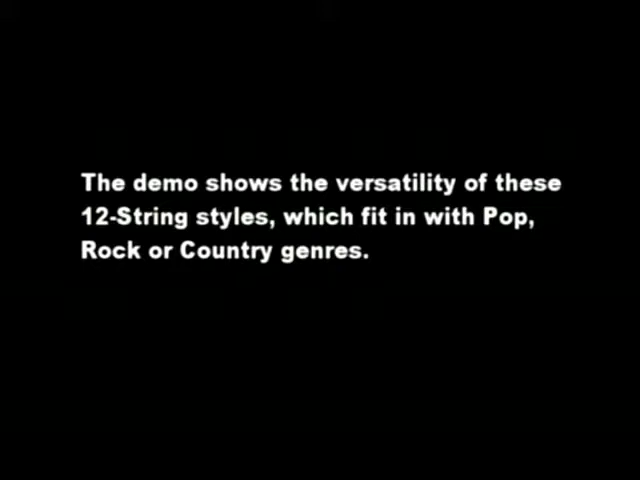 The demo shows the versatility of these
12-String styles, which fit in with Pop,
Rock or Country genres.